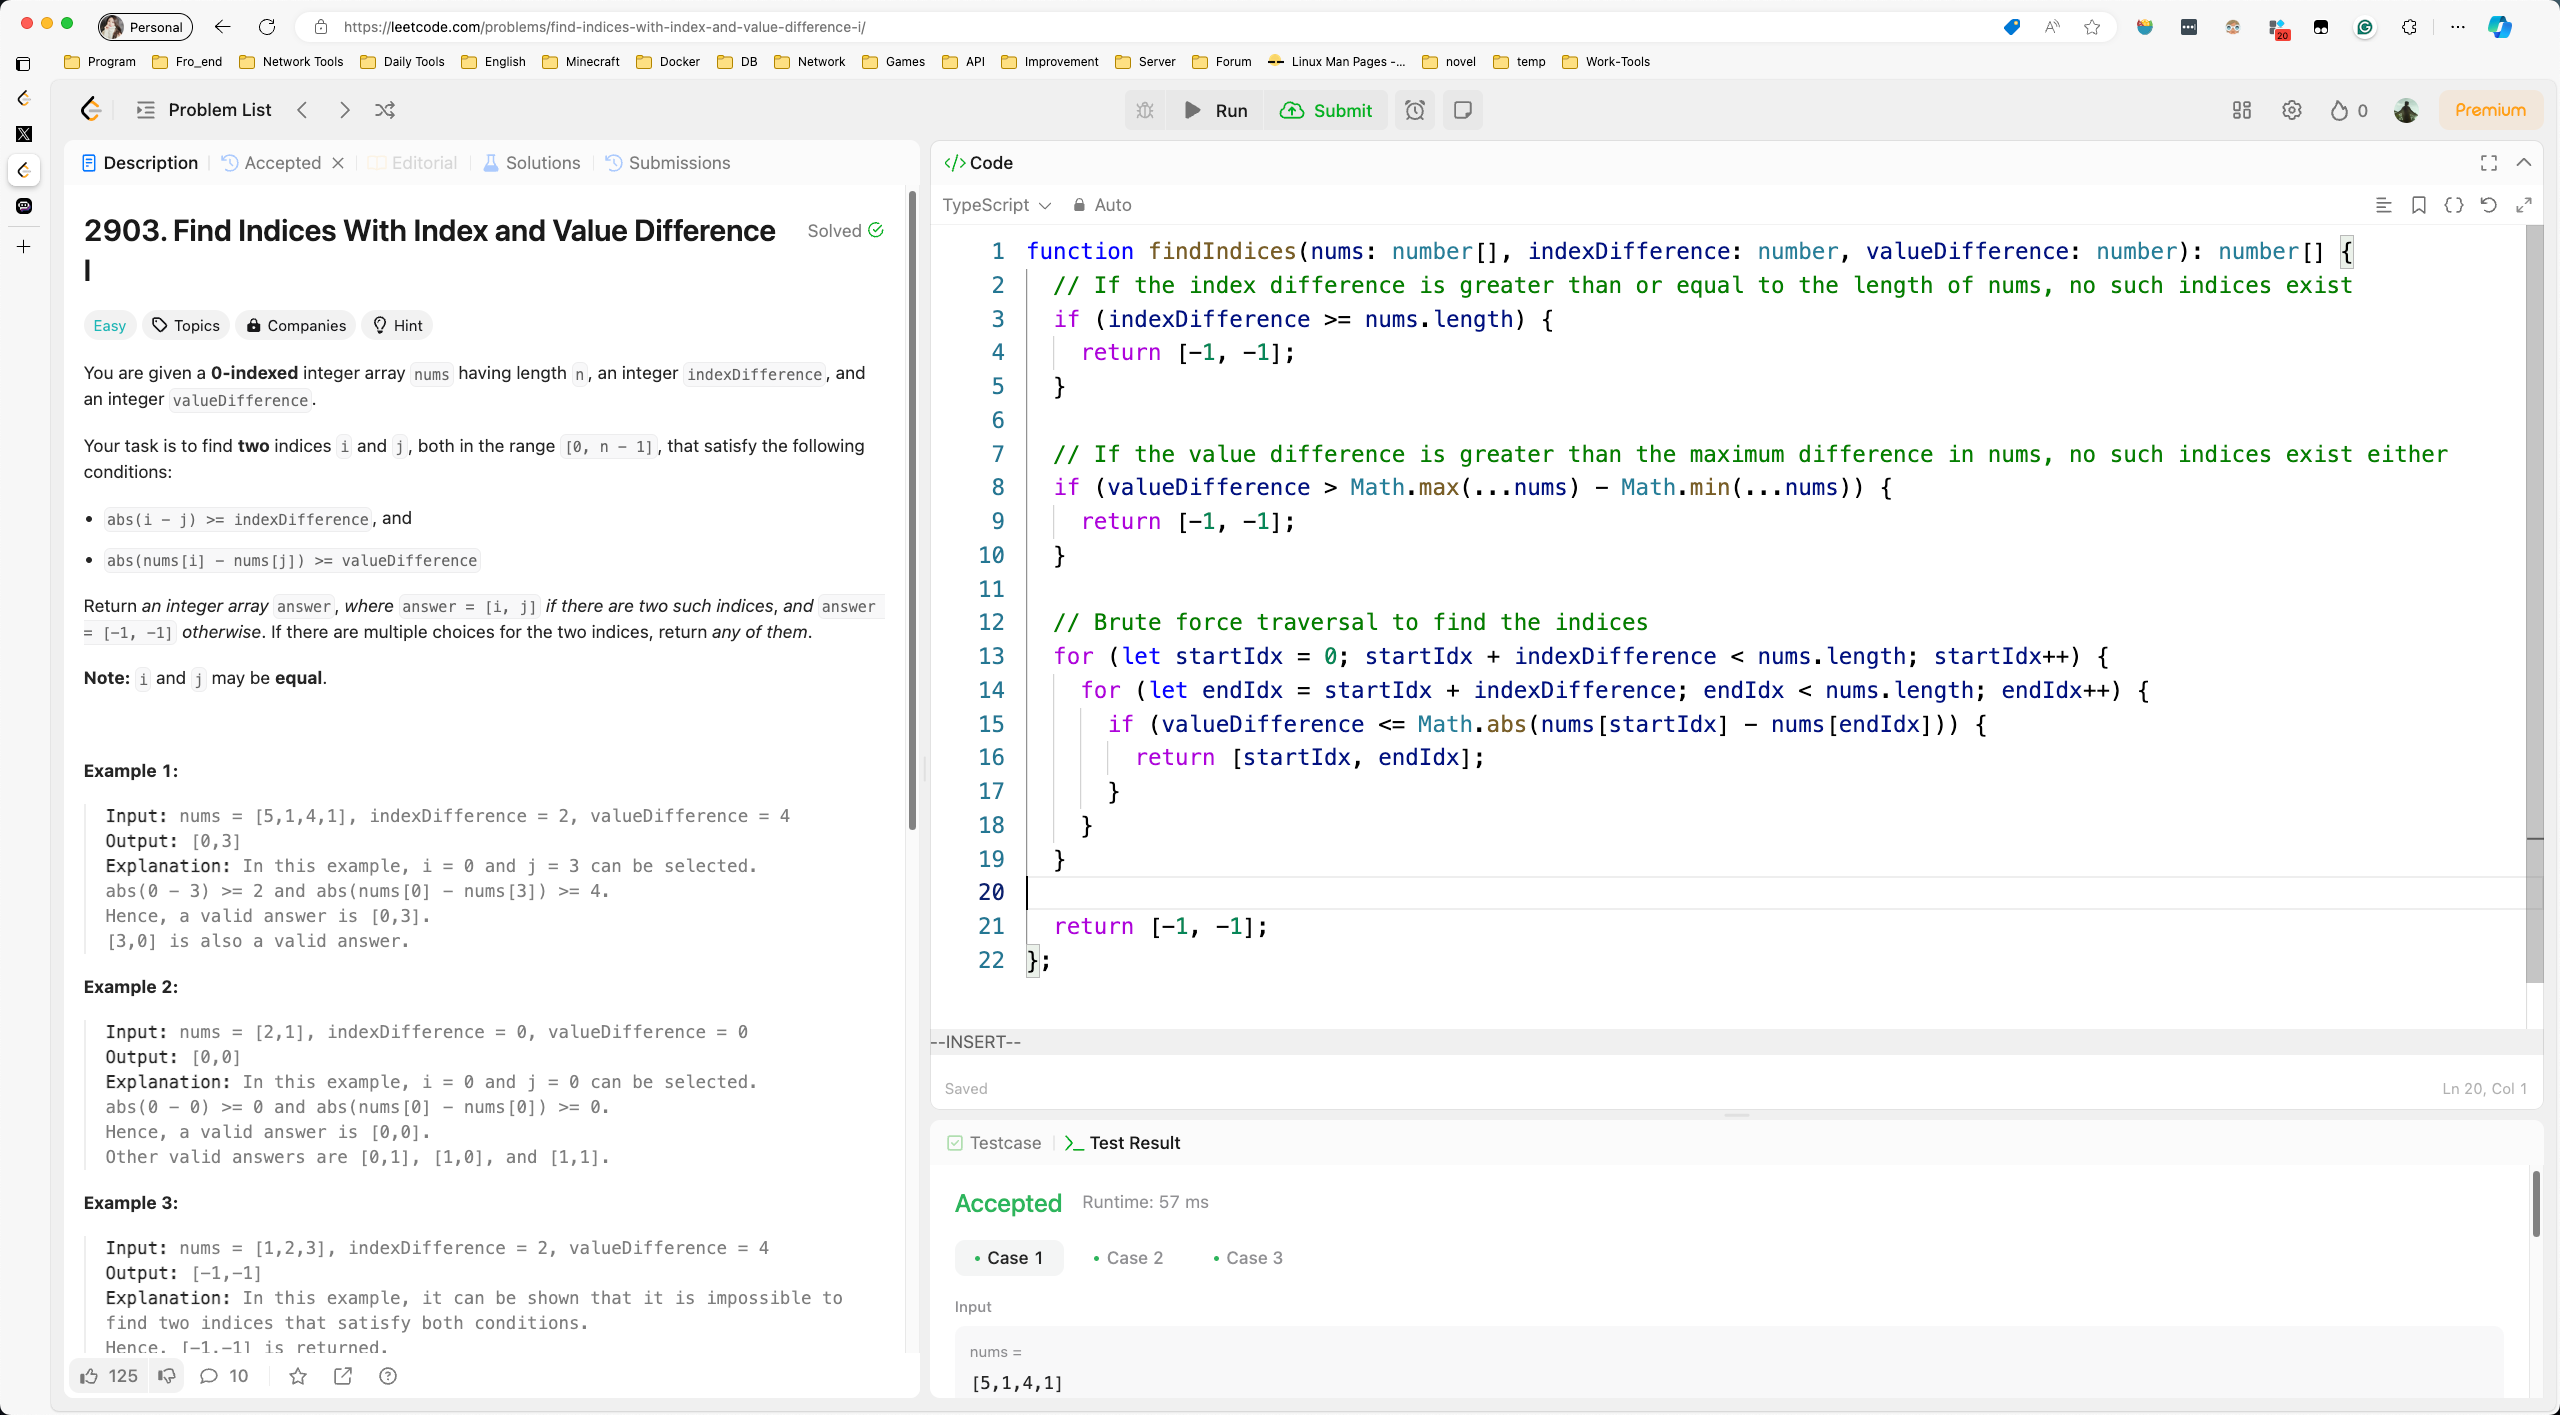 Personal
https://leetcode.com/problems/find-indices-with-index-and-value-difference-i/
20
Program Fro_end Network Tools Daily Tools English Minecraft Docker DB Network Games API Improvement Server Forum Linux Man Pages -... novel temp Work-Tools
Problem List
Run
Submit
0
Premium
Description
Accepted
Editorial
Solutions
Submissions
2903. Find Indices With Index and Value Difference
I
Solved
Easy
Topics
Companies
Hint
You are given a 0-indexed integer array nums having length n, an integer indexDifference, and
an integer valueDifference.
Your task is to find two indices i and j, both in the range [0, n - 1], that satisfy the following
conditions:
• abs(i - j) >= indexDifference, and
• abs(nums[i] - nums[j]) >= valueDifference
Return an integer array answer, where answer = [i, j] if there are two such indices, and answer
= [-1, -1] otherwise. If there are multiple choices for the two indices, return any of them.
Note: i and j may be equal.
Example 1:
Input: nums = [5,1,4,1], indexDifference = 2, valueDifference = 4
Output: [0,3]
Explanation: In this example, i = 0 and j = 3 can be selected.
abs(0 - 3) >= 2 and abs(nums[0] - nums[3]) >= 4.
Hence, a valid answer is [0,3].
[3,0] is also a valid answer.
Example 2:
Input: nums = [2,1], indexDifference = 0, valueDifference = 0
Output: [0,0]
Explanation: In this example, i = 0 and j = 0 can be selected.
abs(0 - 0) >= 0 and abs(nums[0] - nums[0]) >= 0.
Hence, a valid answer is [0,0].
Other valid answers are [0,1], [1,0], and [1,1].
Example 3:
Input: nums = [1,2,3], indexDifference = 2, valueDifference = 4
Output: [-1,-1]
Explanation: In this example, it can be shown that it is impossible to
find two indices that satisfy both conditions.
Hence, [-1,-1] is returned.
125
10
</> Code
TypeScript
Auto
1 function findIndices(nums: number[], indexDifference: number, valueDifference: number): number[] {
2 // If the index difference is greater than or equal to the length of nums, no such indices exist
3 if (indexDifference >= nums.length) {
4 return [-1, -1];
5 }
6
7 // If the value difference is greater than the maximum difference in nums, no such indices exist either
8 if (valueDifference > Math.max(...nums) - Math.min(...nums)) {
9 return [-1, -1];
10 }
11
12 // Brute force traversal to find the indices
13 for (let startIdx = 0; startIdx + indexDifference < nums.length; startIdx++) {
14 for (let endIdx = startIdx + indexDifference; endIdx < nums.length; endIdx++) {
15 if (valueDifference <= Math.abs(nums[startIdx] - nums[endIdx])) {
16 return [startIdx, endIdx];
17 }
18 }
19 }
20
21 return [-1, -1];
22 };
--INSERT--
Saved
Ln 20, Col 1
Testcase
>_ Test Result
Accepted
Runtime: 57 ms
• Case 1
• Case 2
• Case 3
Input
nums =
[5,1,4,1]